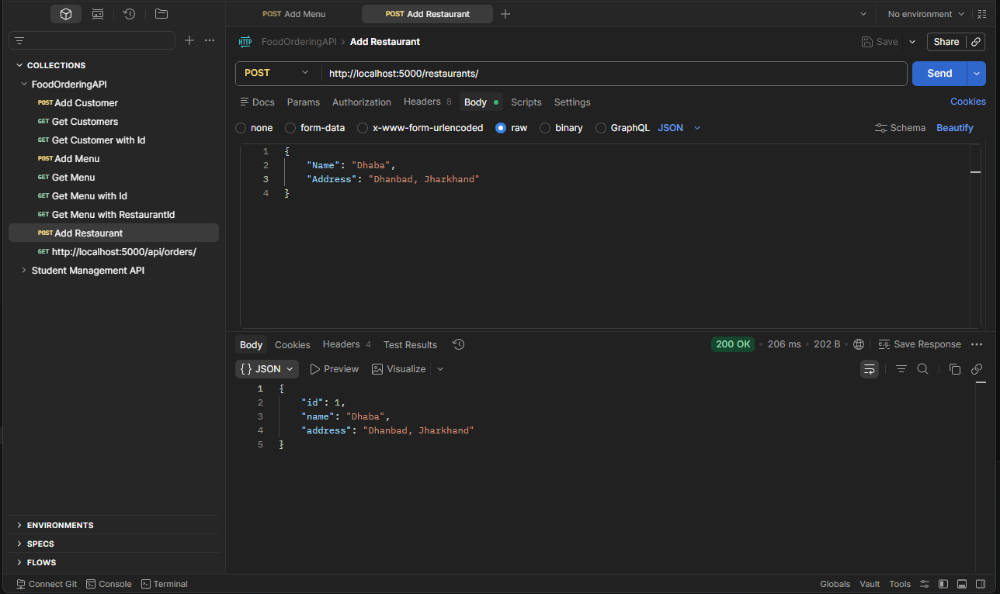 POST Add Menu
POST Add Restaurant
No environment
HTTP FoodOrderingAPI > Add Restaurant
Save
Share
COLLECTIONS
FoodOrderingAPI
POST Add Customer
GET Get Customers
GET Get Customer with Id
POST Add Menu
GET Get Menu
GET Get Menu with Id
GET Get Menu with RestaurantId
POST Add Restaurant
GET http://localhost:5000/api/orders/
Student Management API
ENVIRONMENTS
SPECS
FLOWS
POST http://localhost:5000/restaurants/ Send
Docs Params Authorization Headers 8 Body Scripts Settings Cookies
none form-data x-www-form-urlencoded raw binary GraphQL JSON Schema Beautify
1 {
2 "Name": "Dhaba",
3 "Address": "Dhanbad, Jharkhand"
4 }
Body Cookies Headers 4 Test Results 200 OK 206 ms 202 B e.g. Save Response
{} JSON Preview Visualize
1 {
2 "id": 1,
3 "name": "Dhaba",
4 "address": "Dhanbad, Jharkhand"
5 }
Connect Git Console Terminal Globals Vault Tools